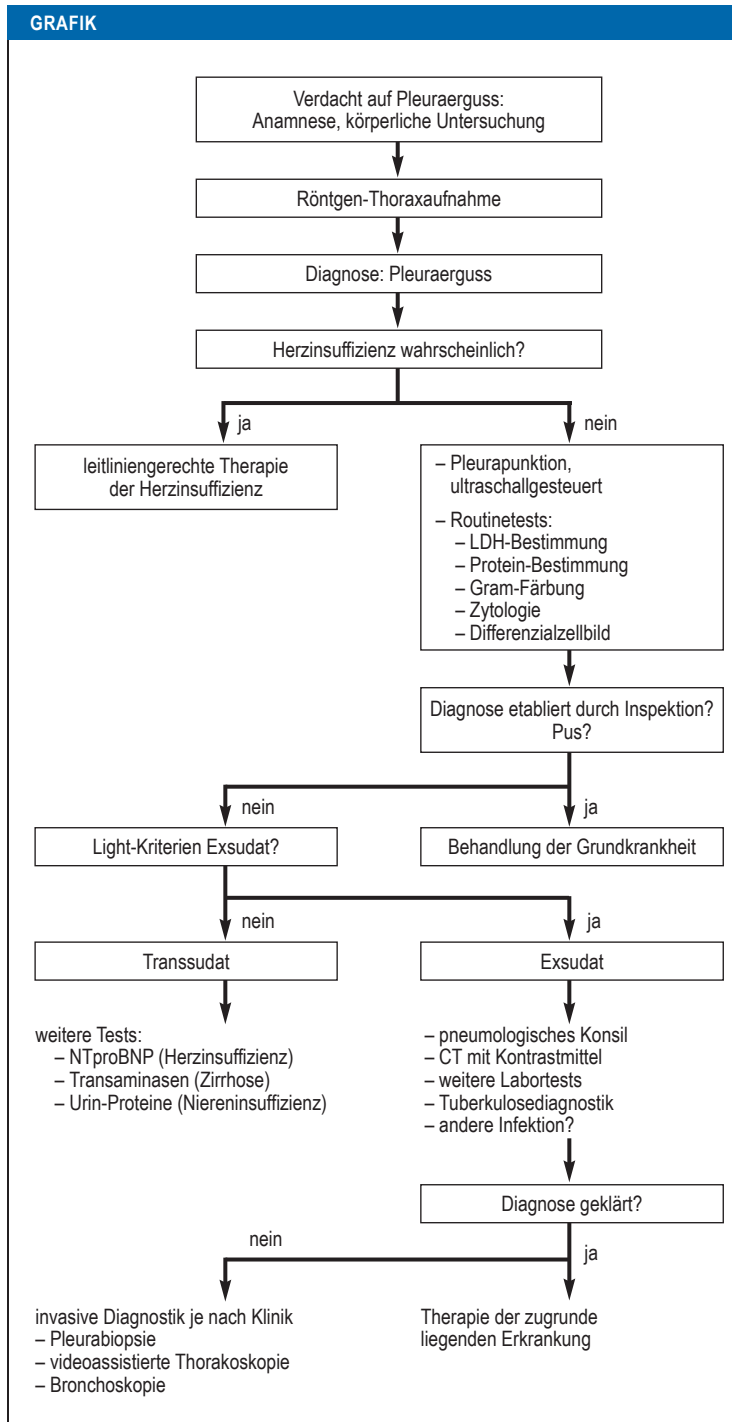 GRAFIK
Verdacht auf Pleuraerguss:
Anamnese, körperliche Untersuchung
Röntgen-Thoraxaufnahme
Diagnose: Pleuraerguss
Herzinsuffizienz wahrscheinlich?
ja
nein
leitliniengerechte Therapie
der Herzinsuffizienz
– Pleurapunktion,
ultraschallgesteuert
– Routinetests:
– LDH-Bestimmung
– Protein-Bestimmung
– Gram-Färbung
– Zytologie
– Differenzialzellbild
Diagnose etabliert durch Inspektion?
Pus?
nein
ja
Light-Kriterien Exsudat?
Behandlung der Grundkrankheit
nein
ja
Transsudat
Exsudat
weitere Tests:
– NTproBNP (Herzinsuffizienz)
– Transaminasen (Zirrhose)
– Urin-Proteine (Niereninsuffizienz)
– pneumologisches Konsil
– CT mit Kontrastmittel
– weitere Labortests
– Tuberkulosediagnostik
– andere Infektion?
Diagnose geklärt?
nein
ja
invasive Diagnostik je nach Klinik
– Pleurabiopsie
– videoassistierte Thorakoskopie
– Bronchoskopie
Therapie der zugrunde
liegenden Erkrankung